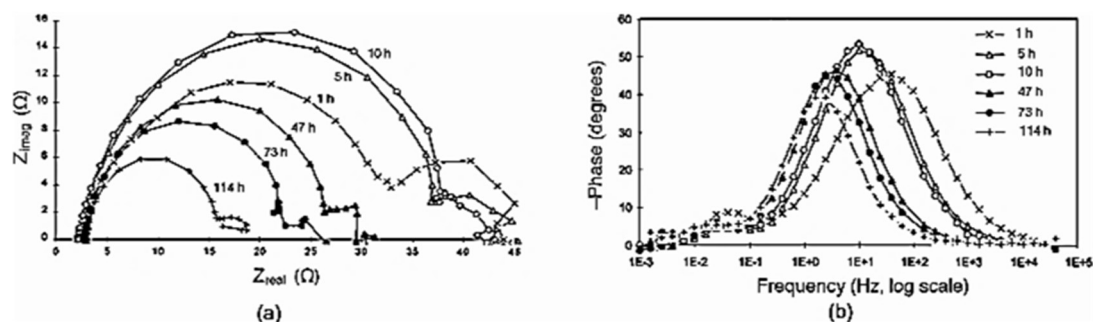 16
14
12
10
8
6
4
2
0
Z_imag (Ω)
10 h
5 h
1 h
47 h
73 h
114 h
0 5 10 15 20 25 30 35 40 45
Z_real (Ω)
(a)
60
50
40
30
20
10
0
–Phase (degrees)
1 h
5 h
10 h
47 h
73 h
114 h
1E-3 1E-2 1E-1 1E+0 1E+1 1E+2 1E+3 1E+4 1E+5
Frequency (Hz, log scale)
(b)